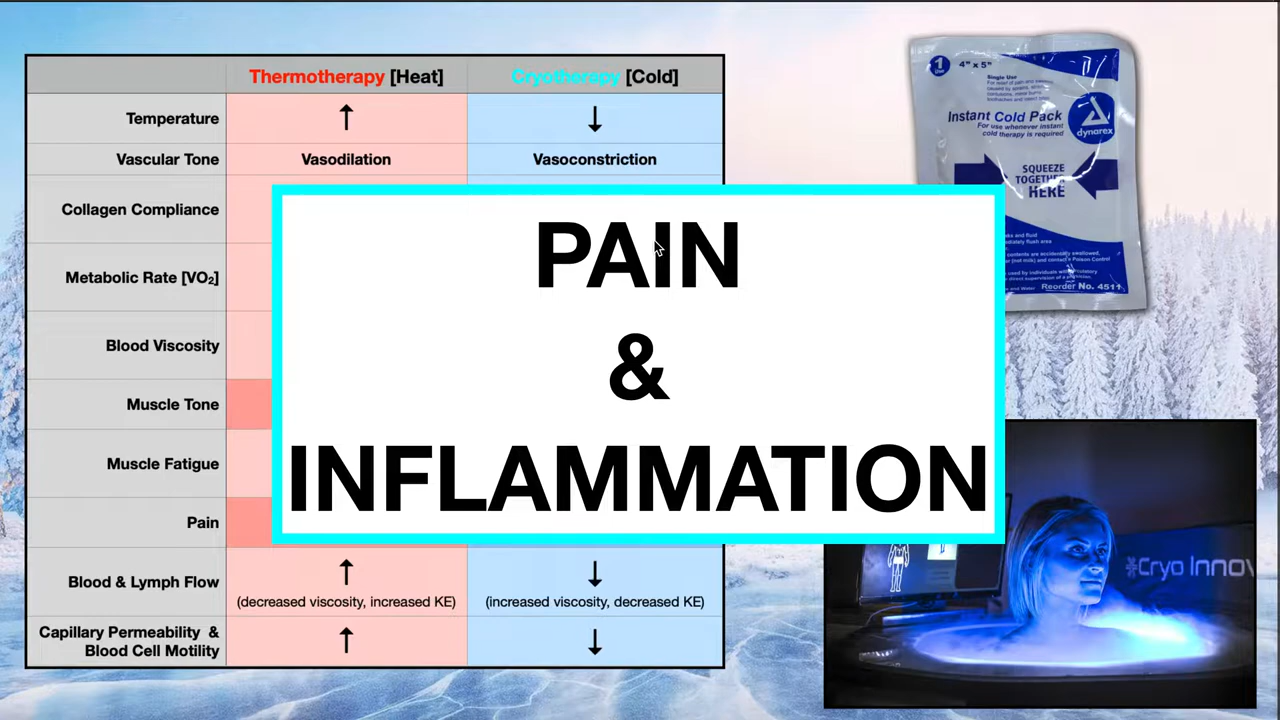 Thermotherapy [Heat]
Cryotherapy [Cold]
Temperature
↑
↓
Vascular Tone
Vasodilation
Vasoconstriction
Collagen Compliance
Metabolic Rate [VO₂]
Blood Viscosity
Muscle Tone
Muscle Fatigue
Pain
Blood & Lymph Flow
↑
(decreased viscosity, increased KE)
↓
(increased viscosity, decreased KE)
Capillary Permeability &
Blood Cell Motility
↑
↓
PAIN
&
INFLAMMATION
1
4" x 5"
Single Use
Instant Cold Pack
For use whenever instant
cold therapy is required
dynarex
SQUEEZE
TOGETHER
HERE
Reorder No. 4511
Cryo Innov